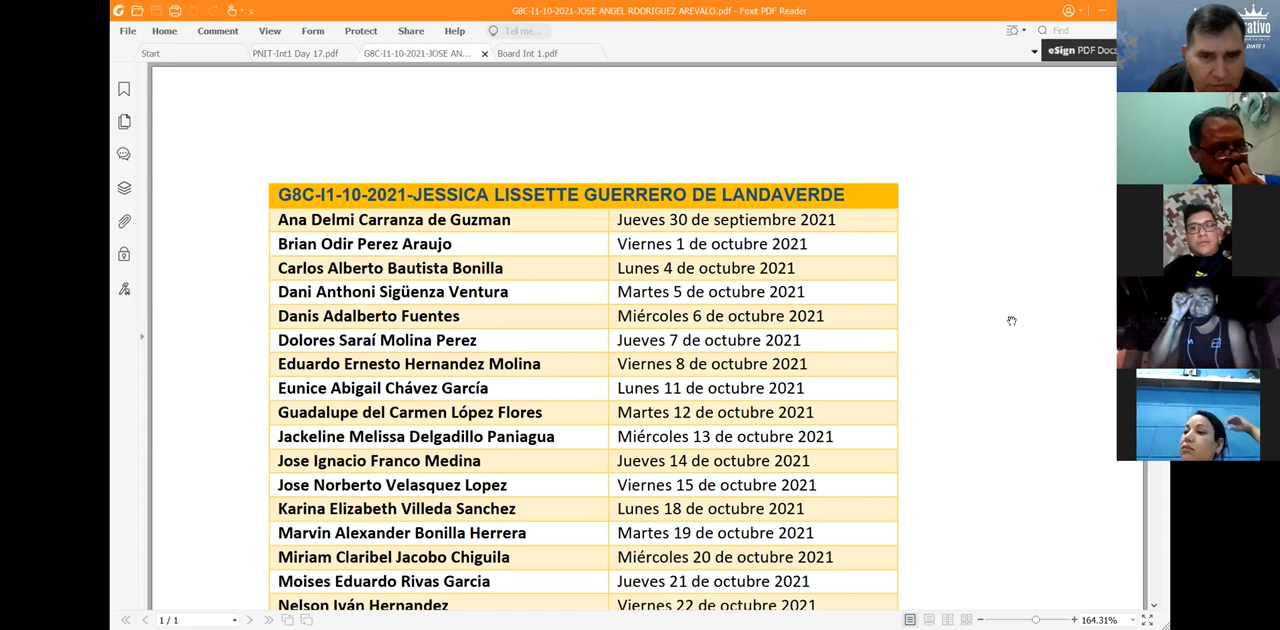 G8C-I1-10-2021-JOSE ANGEL RODRIGUEZ AREVALO.pdf - Foxit PDF Reader
File Home Comment View Form Protect Share Help Tell me... Find
Start PNIT-Int1 Day 17.pdf G8C-I1-10-2021-JOSE AN... Board Int 1.pdf eSign PDF Docs
G8C-I1-10-2021-JESSICA LISSETTE GUERRERO DE LANDAVERDE
Ana Delmi Carranza de Guzman Jueves 30 de septiembre 2021
Brian Odir Perez Araujo Viernes 1 de octubre 2021
Carlos Alberto Bautista Bonilla Lunes 4 de octubre 2021
Dani Anthoni Sigüenza Ventura Martes 5 de octubre 2021
Danis Adalberto Fuentes Miércoles 6 de octubre 2021
Dolores Saraí Molina Perez Jueves 7 de octubre 2021
Eduardo Ernesto Hernandez Molina Viernes 8 de octubre 2021
Eunice Abigail Chávez García Lunes 11 de octubre 2021
Guadalupe del Carmen López Flores Martes 12 de octubre 2021
Jackeline Melissa Delgadillo Paniagua Miércoles 13 de octubre 2021
Jose Ignacio Franco Medina Jueves 14 de octubre 2021
Jose Norberto Velasquez Lopez Viernes 15 de octubre 2021
Karina Elizabeth Villeda Sanchez Lunes 18 de octubre 2021
Marvin Alexander Bonilla Herrera Martes 19 de octubre 2021
Miriam Claribel Jacobo Chiguila Miércoles 20 de octubre 2021
Moises Eduardo Rivas Garcia Jueves 21 de octubre 2021
Nelson Iván Hernandez Viernes 22 de octubre 2021
1 / 1 164.31%